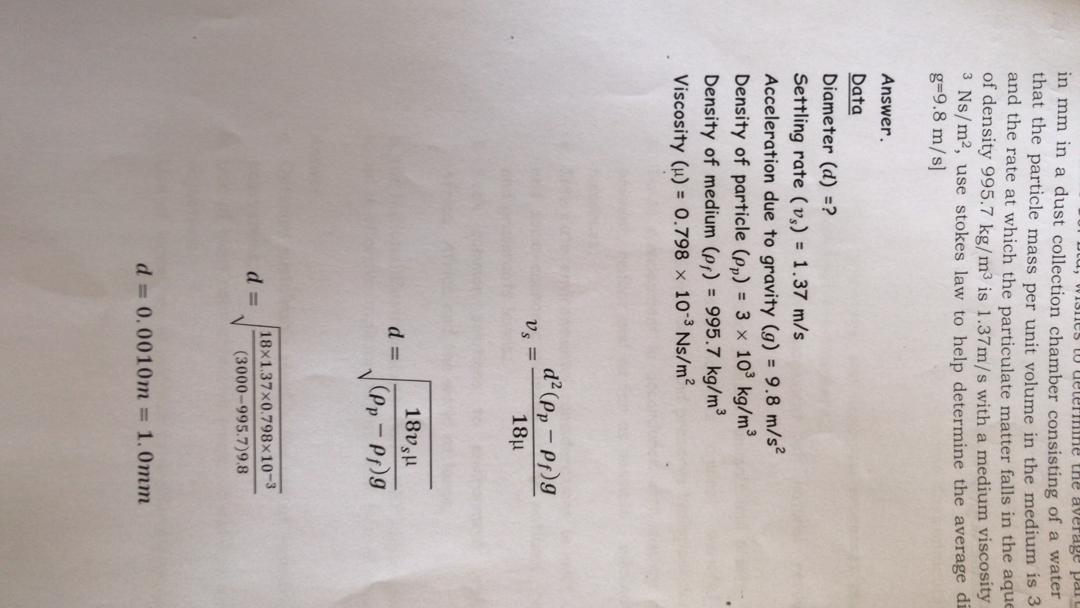 determine the average
in mm in a dust collection chamber consisting of a water
that the particle mass per unit volume in the medium is 3
and the rate at which the particulate matter falls in the
of density 995.7 kg/m³ is 1.37m/s with a medium viscosity
³ Ns/m², use stokes law to help determine the average
g=9.8 m/s]
Answer.
Data
Diameter (d) =?
Settling rate (vₛ) = 1.37 m/s
Acceleration due to gravity (g) = 9.8 m/s²
Density of particle (ρₚ) = 3 × 10³ kg/m³
Density of medium (ρf) = 995.7 kg/m³
Viscosity (μ) = 0.798 × 10⁻³ Ns/m²
vₛ = d²(ρₚ − ρf)g / 18μ
d = √(18vₛμ / (ρₚ − ρf)g)
d = √(18×1.37×0.798×10⁻³ / (3000−995.7)9.8)
d = 0.0010m = 1.0mm